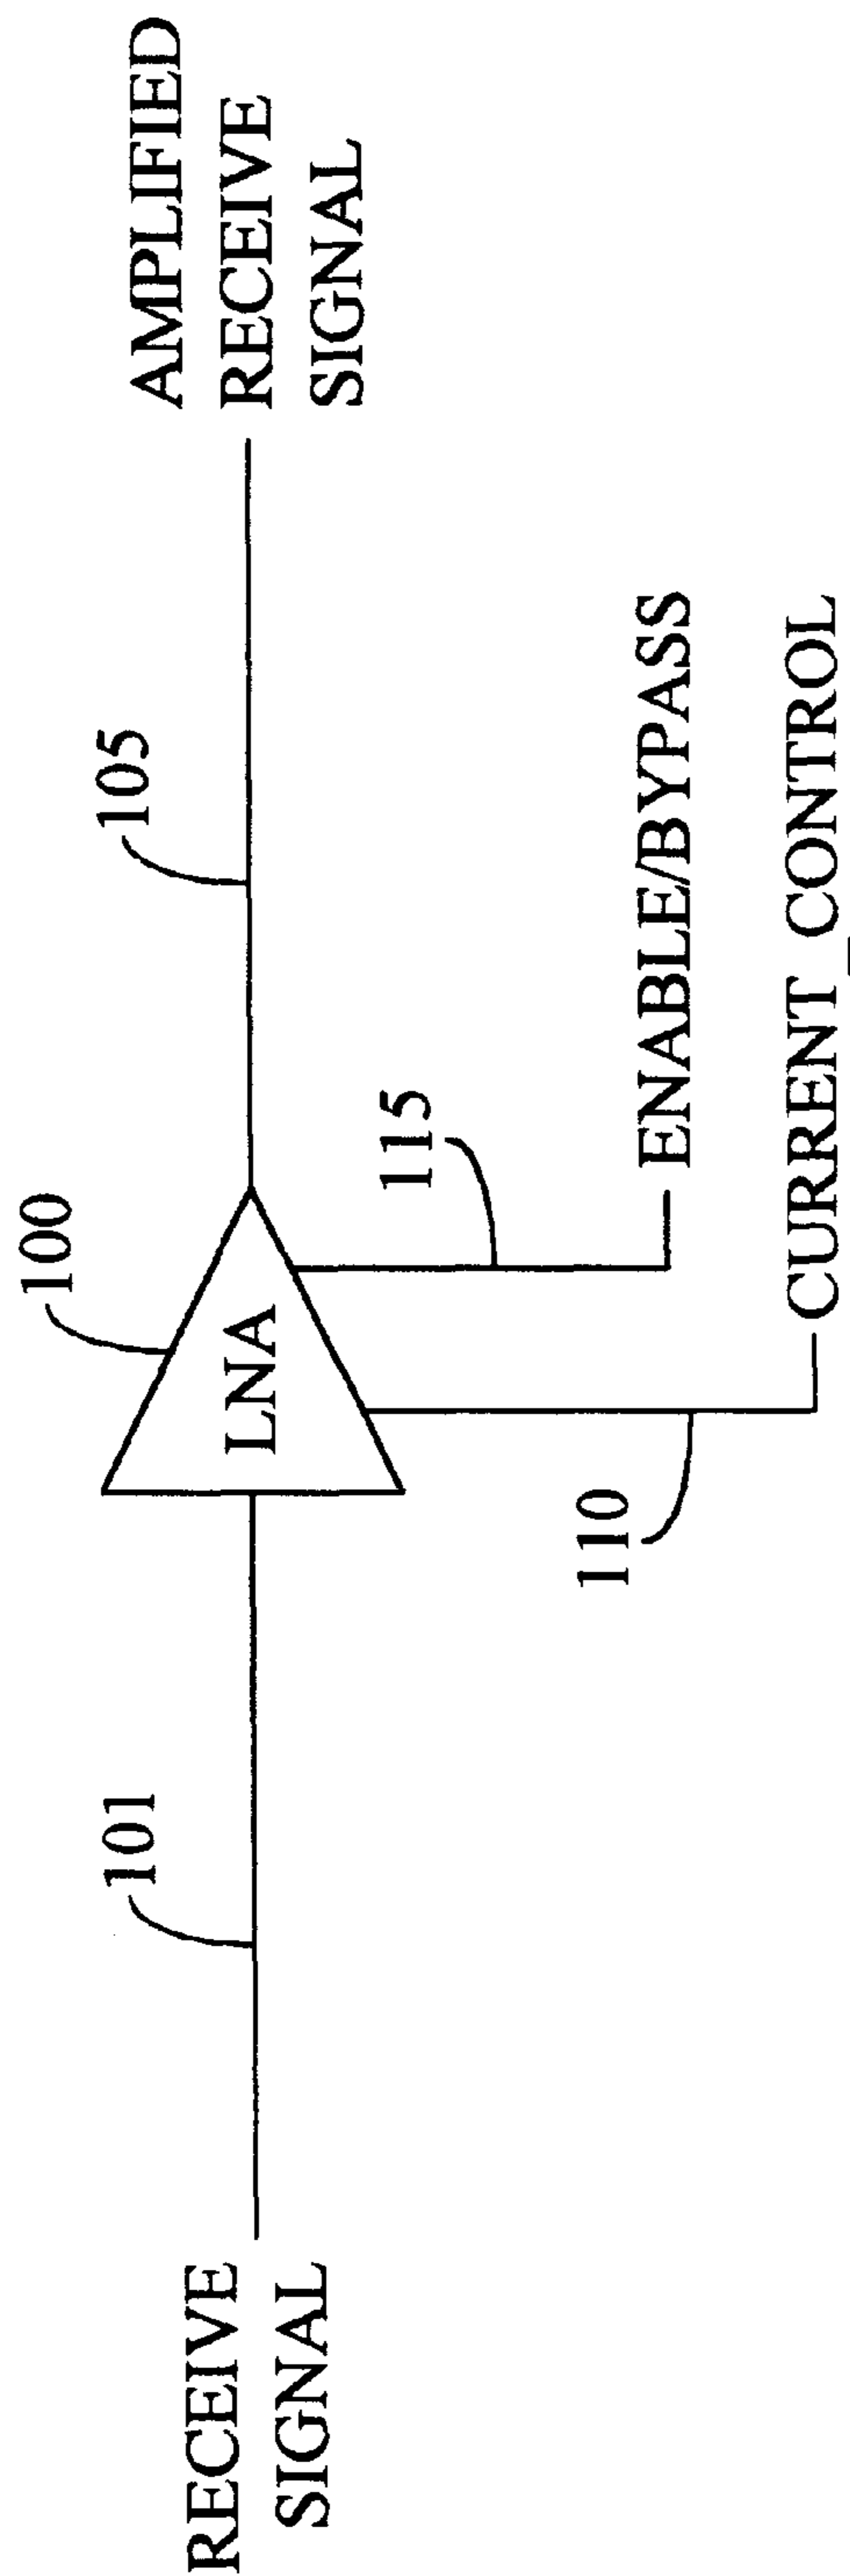 RECEIVE
SIGNAL
101
100
LNA
105
AMPLIFIED
RECEIVE
SIGNAL
110
115
ENABLE/BYPASS
CURRENT_CONTROL